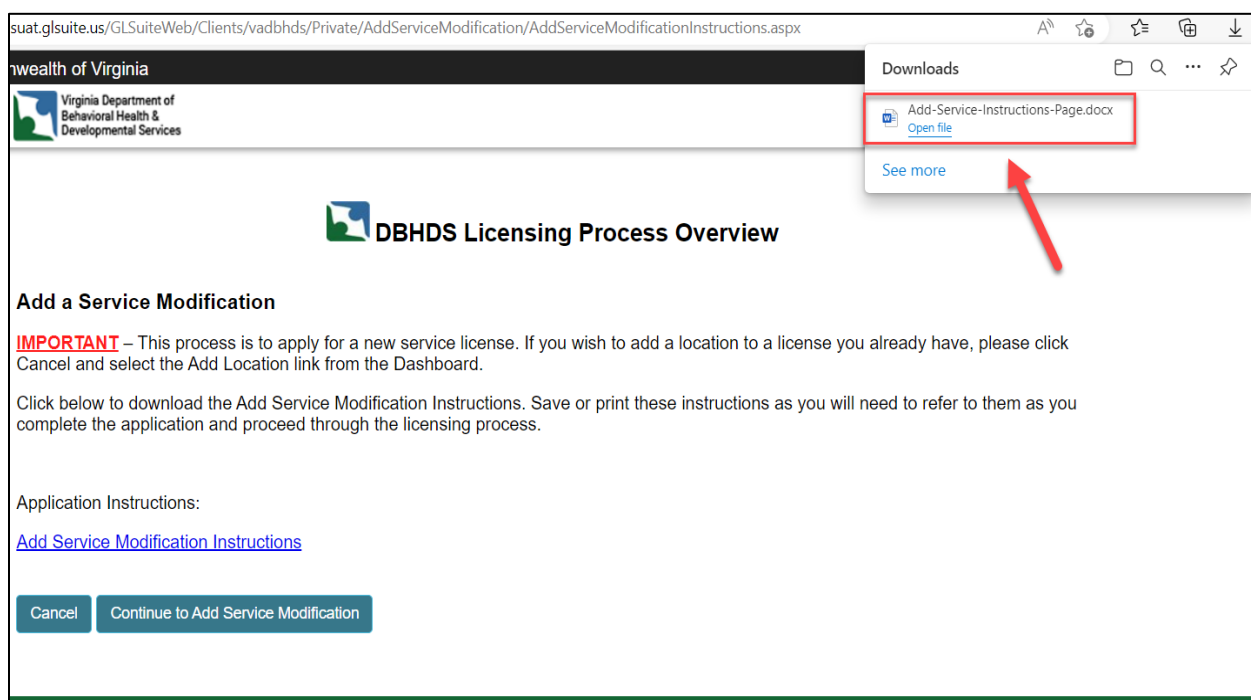 suat.glsuite.us/GLSuiteWeb/Clients/vadbhds/Private/AddServiceModification/AddServiceModificationInstructions.aspx
nwealth of Virginia
Downloads
Virginia Department of
Behavioral Health &
Developmental Services
Add-Service-Instructions-Page.docx
Open file
See more
DBHDS Licensing Process Overview
Add a Service Modification
IMPORTANT – This process is to apply for a new service license. If you wish to add a location to a license you already have, please click
Cancel and select the Add Location link from the Dashboard.
Click below to download the Add Service Modification Instructions. Save or print these instructions as you will need to refer to them as you
complete the application and proceed through the licensing process.
Application Instructions:
Add Service Modification Instructions
Cancel
Continue to Add Service Modification